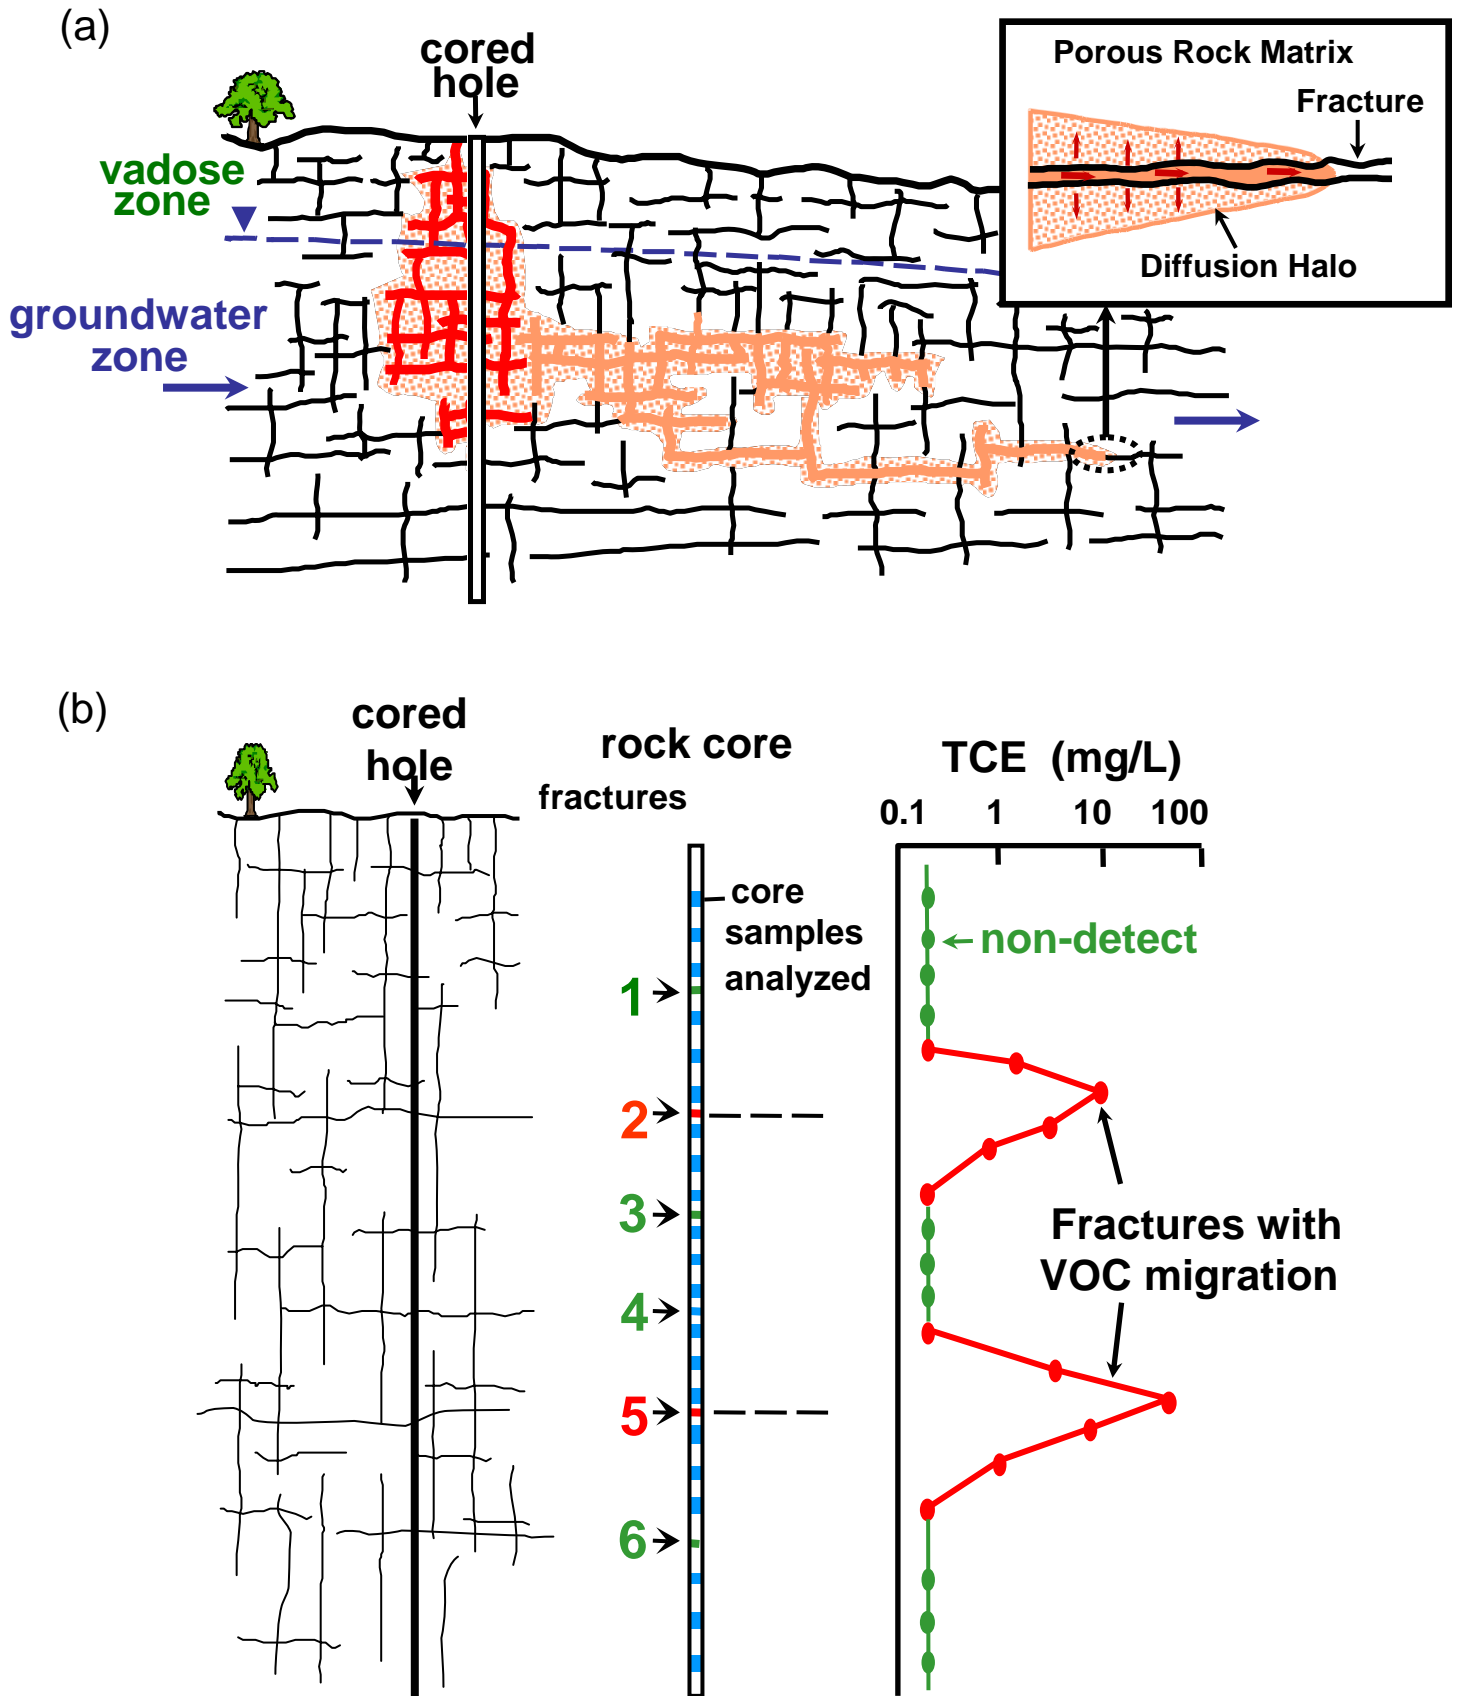 (a)
cored
hole
Porous Rock Matrix
Fracture
Diffusion Halo
vadose
zone
groundwater
zone
(b)
cored
hole
rock core
fractures
TCE (mg/L)
0.1 1 10 100
core
samples
analyzed
non-detect
1
2
3
4
5
6
Fractures with
VOC migration